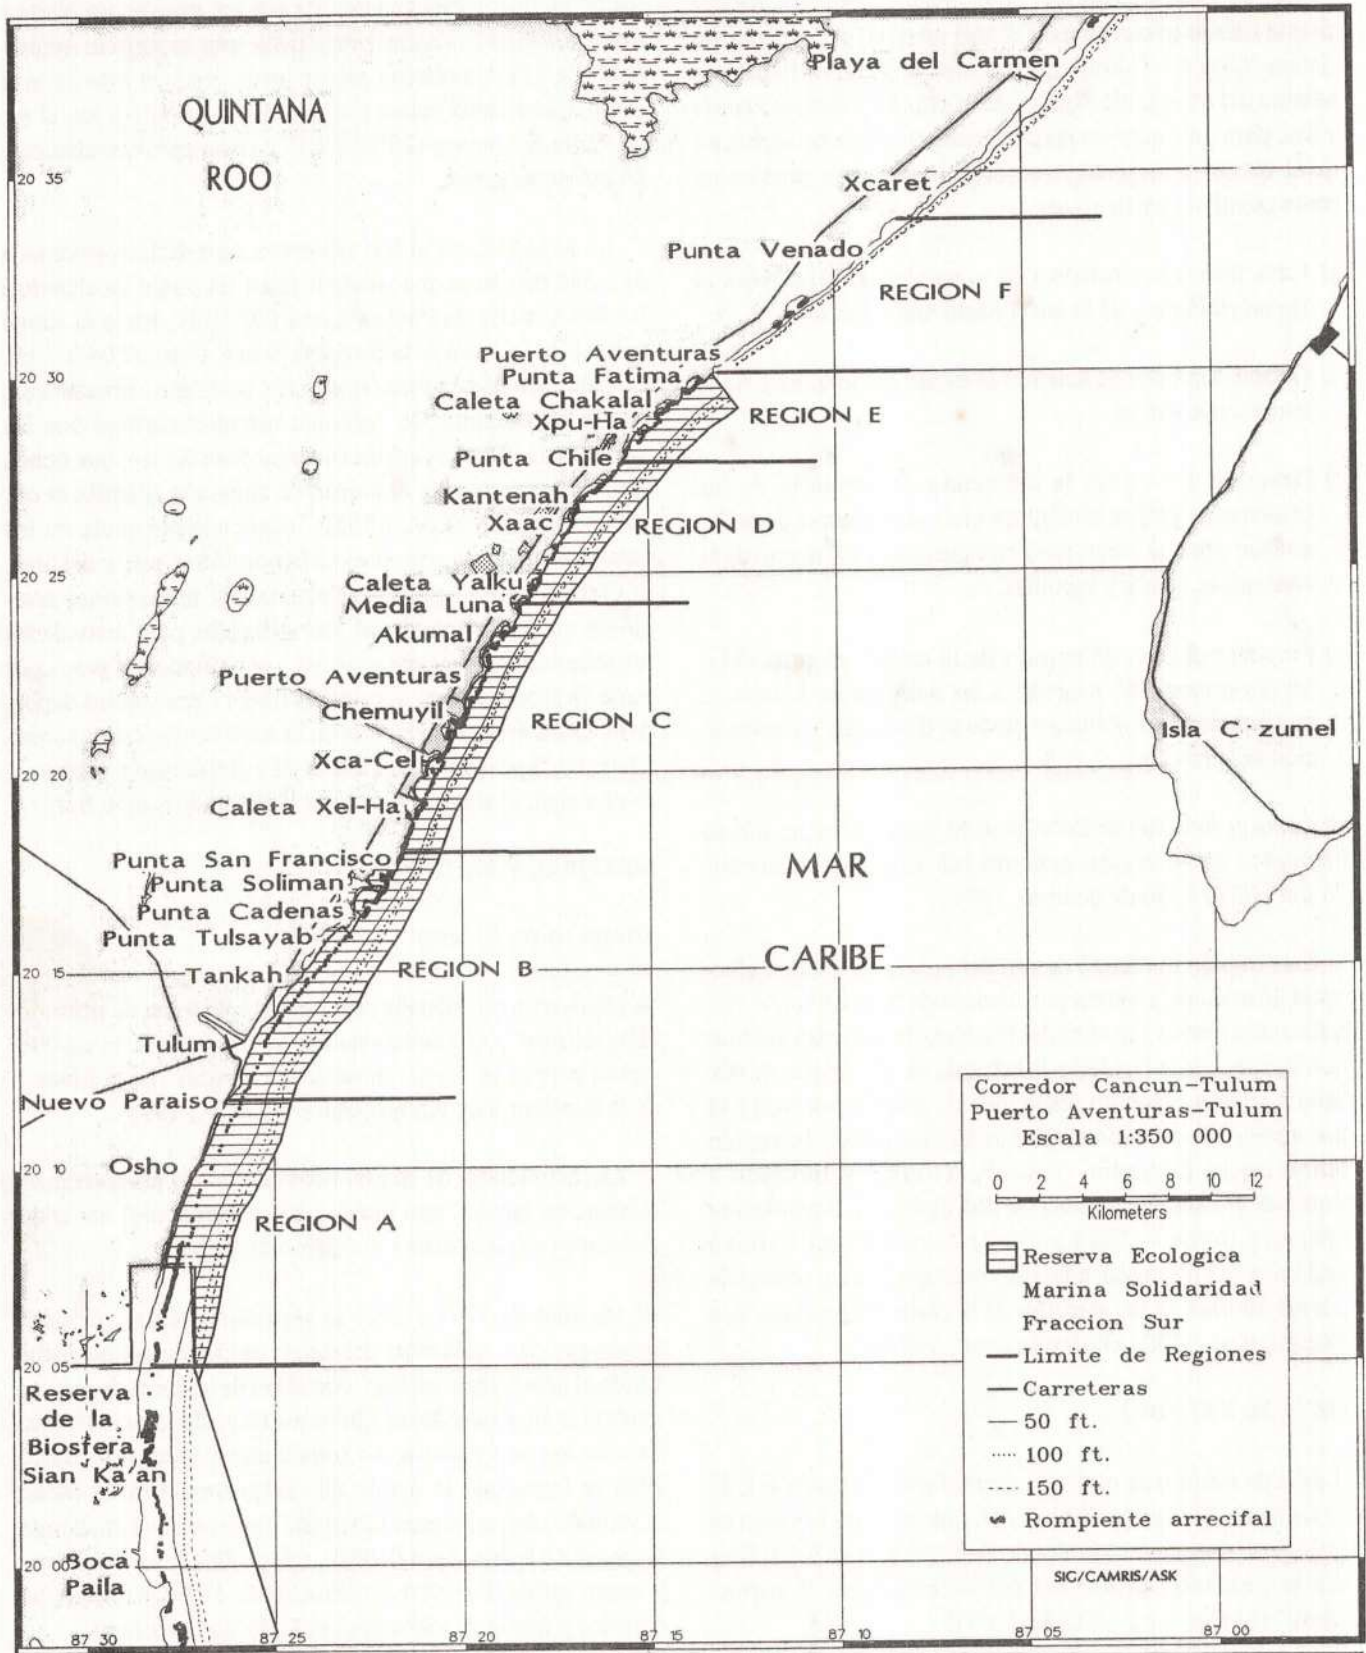 QUINTANA
ROO
Playa del Carmen
20 35
Xcaret
Punta Venado
REGION F
Puerto Aventuras
20 30
Punta Fatima
Caleta Chakalal
REGION E
Xpu-Ha
Punta Chile
Kantenah
Xaac
REGION D
20 25
Caleta Yalku
Media Luna
Akumal
Puerto Aventuras
Chemuyil
REGION C
Isla C zumel
Xca-Cel
20 20
Caleta Xel-Ha
Punta San Francisco
Punta Soliman
Punta Cadenas
Punta Tulsayab
MAR
CARIBE
20 15
Tankah
REGION B
Tulum
Nuevo Paraiso
Osho
20 10
REGION A
20 05
Reserva
de la
Biosfera
Sian Ka'an
20 00
Boca
Paila
Corredor Cancun-Tulum
Puerto Aventuras-Tulum
Escala 1:350 000
0 2 4 6 8 10 12
Kilometers
Reserva Ecologica
Marina Solidaridad
Fraccion Sur
Limite de Regiones
Carreteras
50 ft.
100 ft.
150 ft.
Rompiente arrecifal
SIG/CAMRIS/ASK
87 30
87 25
87 20
87 15
87 10
87 05
87 00